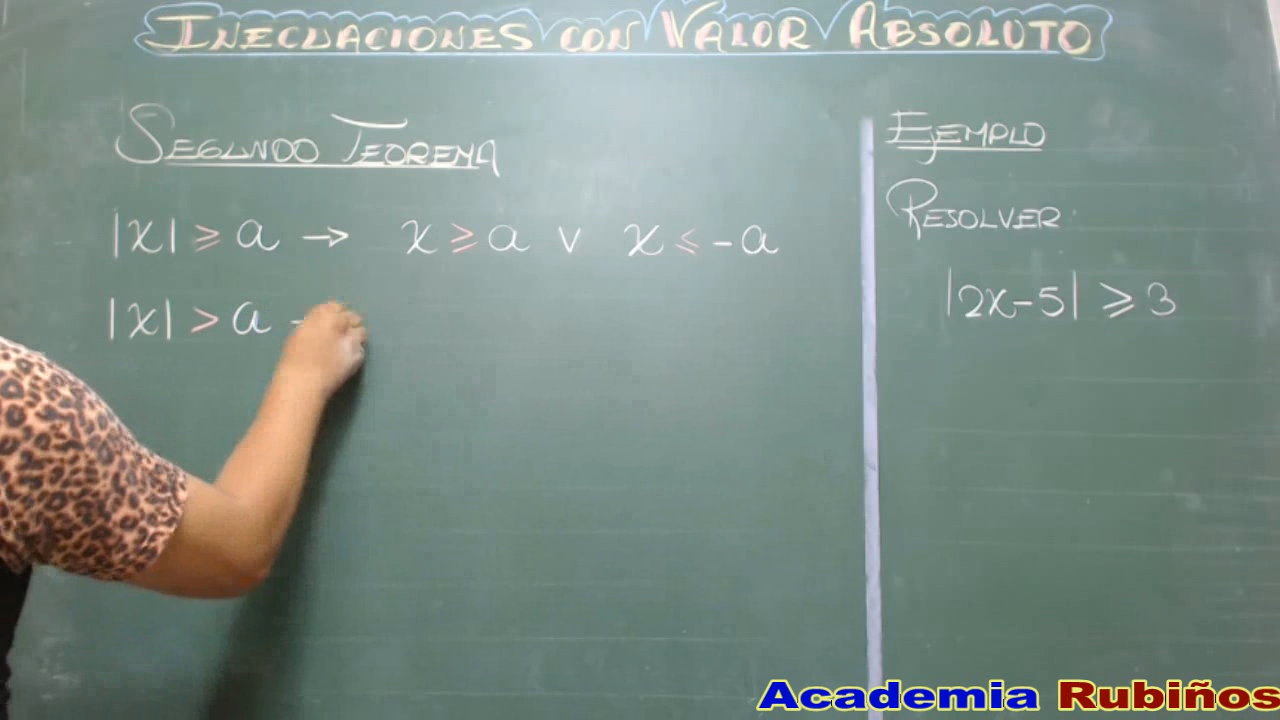 INECUACIONES CON VALOR ABSOLUTO
SEGUNDO TEOREMA
|x| ≥ a → x ≥ a ∨ x ≤ -a
|x| > a -
EJEMPLO
RESOLVER
|2x-5| ≥ 3
Academia Rubiños